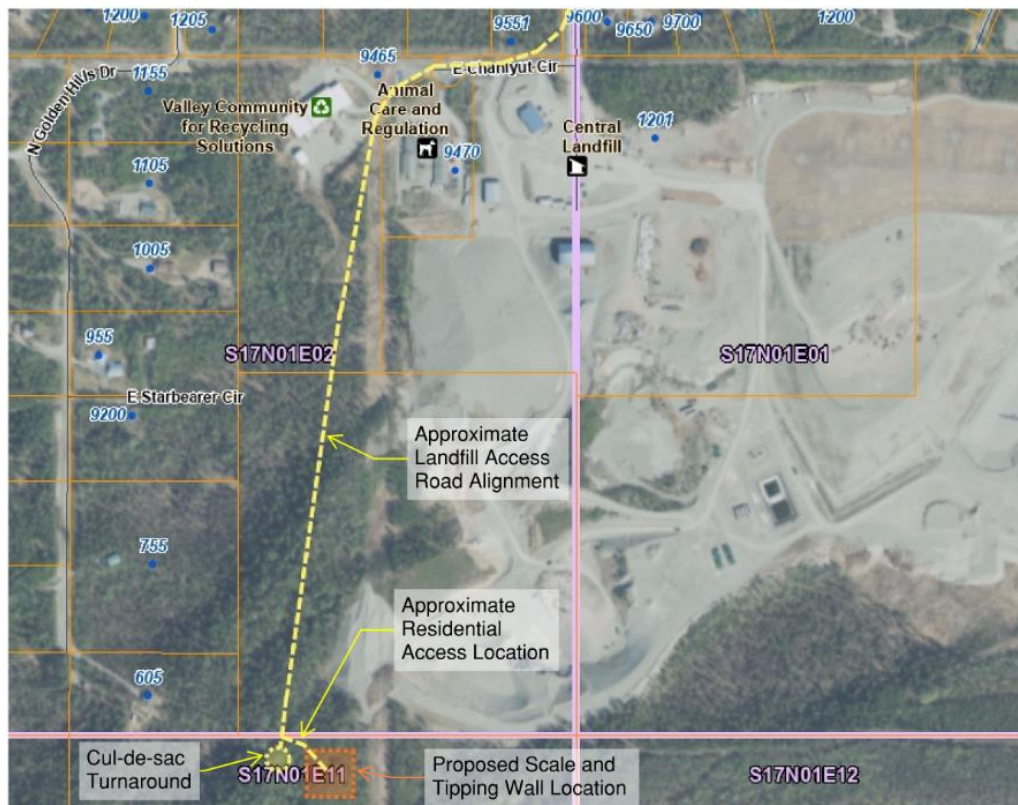 1200
1205
9551
9600
9650
9700
1200
N Golden Hills Dr
1155
9465
E Chanlyut Cir
Valley Community
for Recycling
Solutions
Animal
Care and
Regulation
9470
Central
Landfill
1201
1105
1005
955
S17N01E02
S17N01E01
E Starbearer Cir
9200
Approximate
Landfill Access
Road Alignment
755
Approximate
Residential
Access Location
605
Cul-de-sac
Turnaround
S17N01E11
Proposed Scale and
Tipping Wall Location
S17N01E12